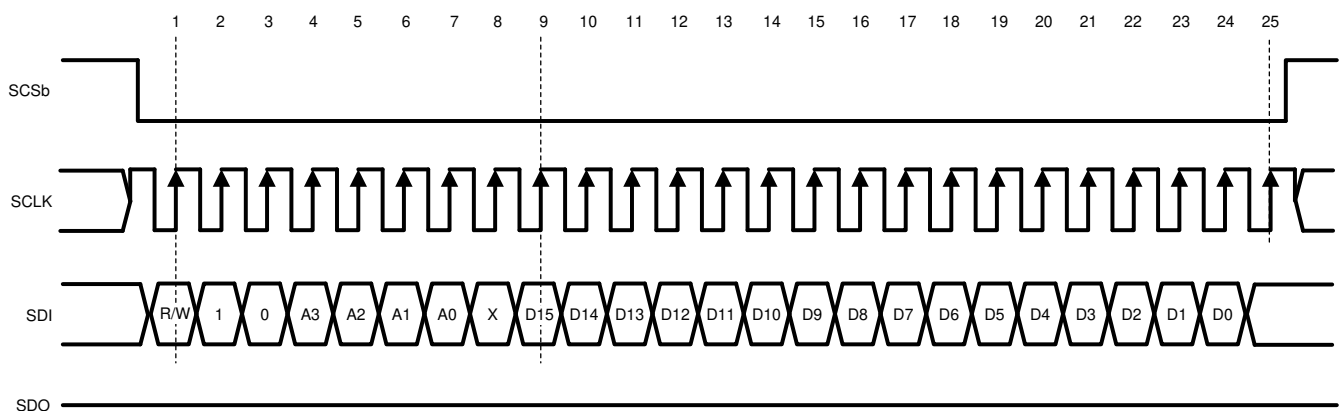 1 2 3 4 5 6 7 8 9 10 11 12 13 14 15 16 17 18 19 20 21 22 23 24 25
SCSb
SCLK
SDI R/W 1 0 A3 A2 A1 A0 X D15 D14 D13 D12 D11 D10 D9 D8 D7 D6 D5 D4 D3 D2 D1 D0
SDO